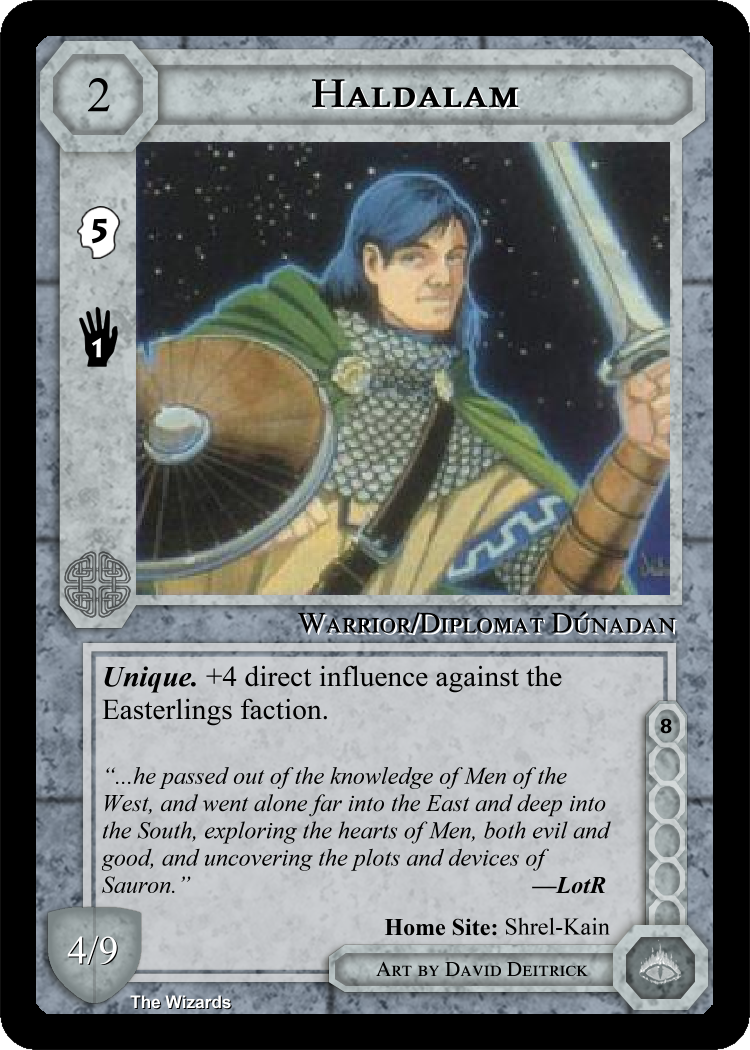 2
HALDALAM
5
1
WARRIOR/DIPLOMAT DÚNADAN
Unique. +4 direct influence against the
Easterlings faction.
8
“...he passed out of the knowledge of Men of the
West, and went alone far into the East and deep into
the South, exploring the hearts of Men, both evil and
good, and uncovering the plots and devices of
Sauron.” —LotR
Home Site: Shrel-Kain
4/9
ART BY DAVID DEITRICK
The Wizards